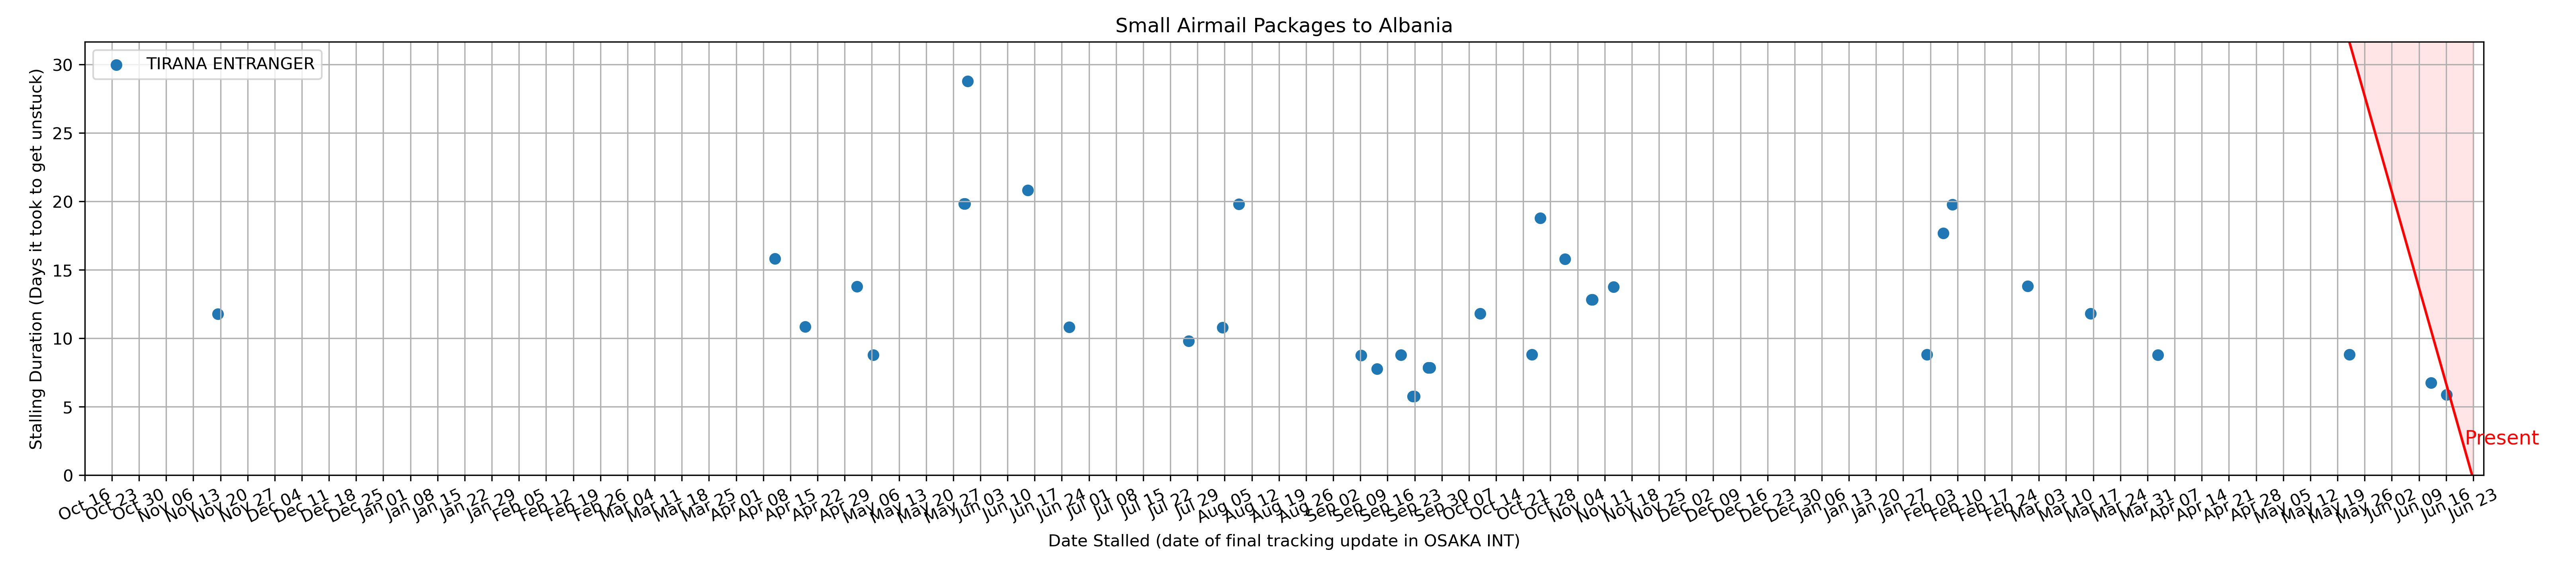 Small Airmail Packages to Albania
TIRANA ENTRANGER
Stalling Duration (Days it took to get unstuck)
30
25
20
15
10
5
0
Present
Oct 16
Oct 23
Oct 30
Nov 06
Nov 13
Nov 20
Nov 27
Dec 04
Dec 11
Dec 18
Dec 25
Jan 01
Jan 08
Jan 15
Jan 22
Jan 29
Feb 05
Feb 12
Feb 19
Feb 26
Mar 04
Mar 11
Mar 18
Mar 25
Apr 01
Apr 08
Apr 15
Apr 22
Apr 29
May 06
May 13
May 20
May 27
Jun 03
Jun 10
Jun 17
Jun 24
Jul 01
Jul 08
Jul 15
Jul 22
Jul 29
Aug 05
Aug 12
Aug 19
Aug 26
Sep 02
Sep 09
Sep 16
Sep 23
Sep 30
Oct 07
Oct 14
Oct 21
Oct 28
Nov 04
Nov 11
Nov 18
Nov 25
Dec 02
Dec 09
Dec 16
Dec 23
Dec 30
Jan 06
Jan 13
Jan 20
Jan 27
Feb 03
Feb 10
Feb 17
Feb 24
Mar 03
Mar 10
Mar 17
Mar 24
Mar 31
Apr 07
Apr 14
Apr 21
Apr 28
May 05
May 12
May 19
May 26
Jun 02
Jun 09
Jun 16
Jun 23
Date Stalled (date of final tracking update in OSAKA INT)